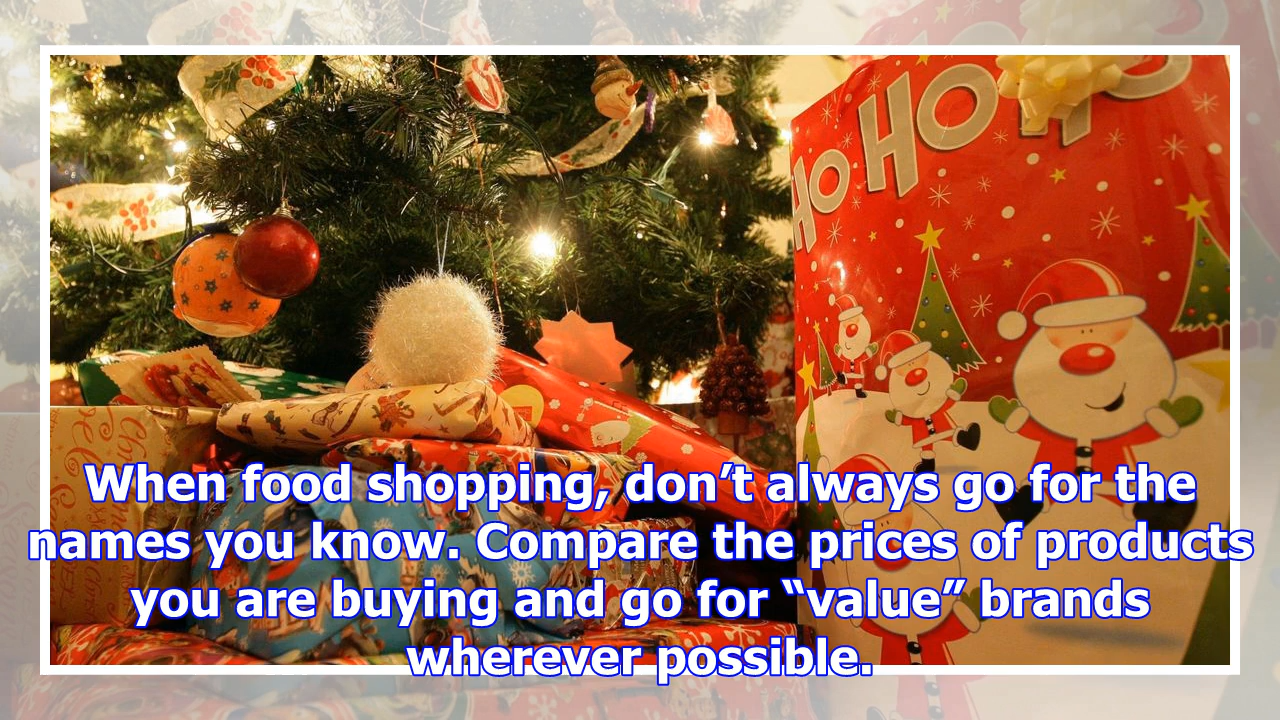 HO HO HO
When food shopping, don’t always go for the
names you know. Compare the prices of products
you are buying and go for “value” brands
wherever possible.